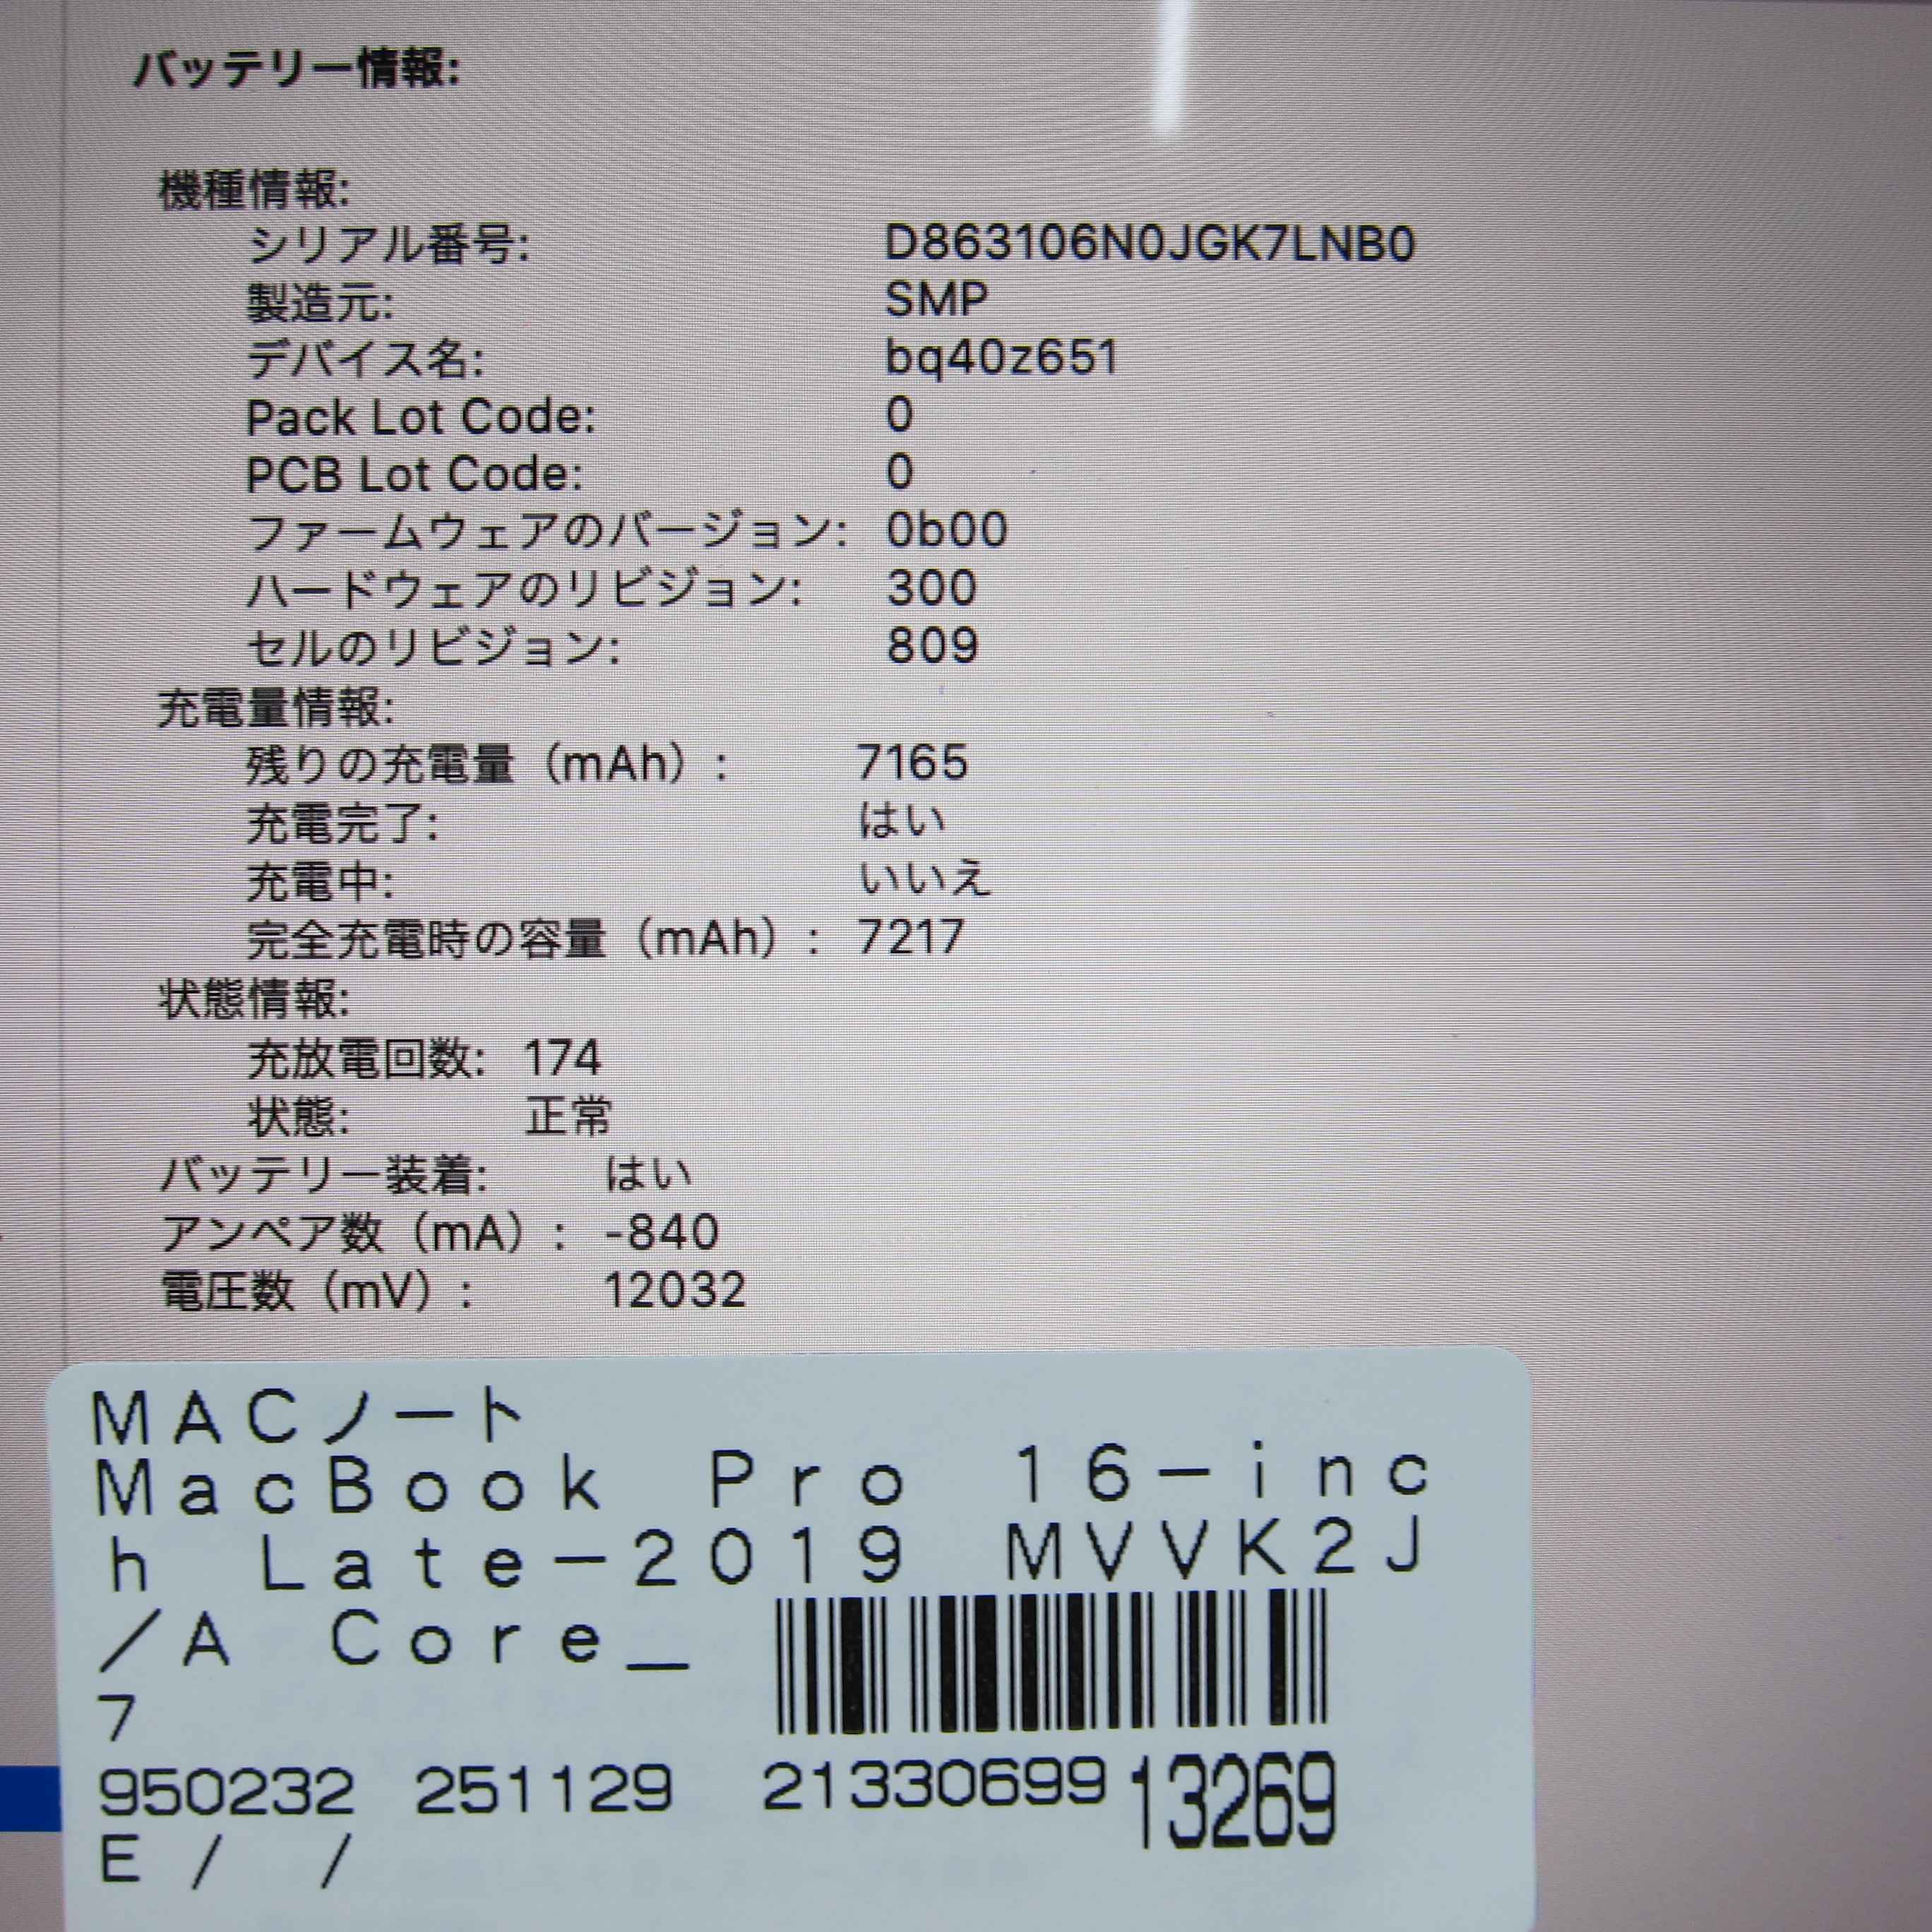 バッテリー情報:
機種情報:
シリアル番号: D863106N0JGK7LNB0
製造元: SMP
デバイス名: bq40z651
Pack Lot Code: 0
PCB Lot Code: 0
ファームウェアのバージョン: 0b00
ハードウェアのリビジョン: 300
セルのリビジョン: 809
充電量情報:
残りの充電量（mAh）: 7165
充電完了: はい
充電中: いいえ
完全充電時の容量（mAh）: 7217
状態情報:
充放電回数: 174
状態: 正常
バッテリー装着: はい
アンペア数（mA）: -840
電圧数（mV）: 12032
ＭＡＣノート
ＭａｃＢｏｏｋ　Ｐｒｏ　１６－ｉｎｃ
ｈ　Ｌａｔｅ－２０１９　ＭＶＶＫ２Ｊ
／Ａ　Ｃｏｒｅ＿
７
950232 251129 21330699 13269
E / /